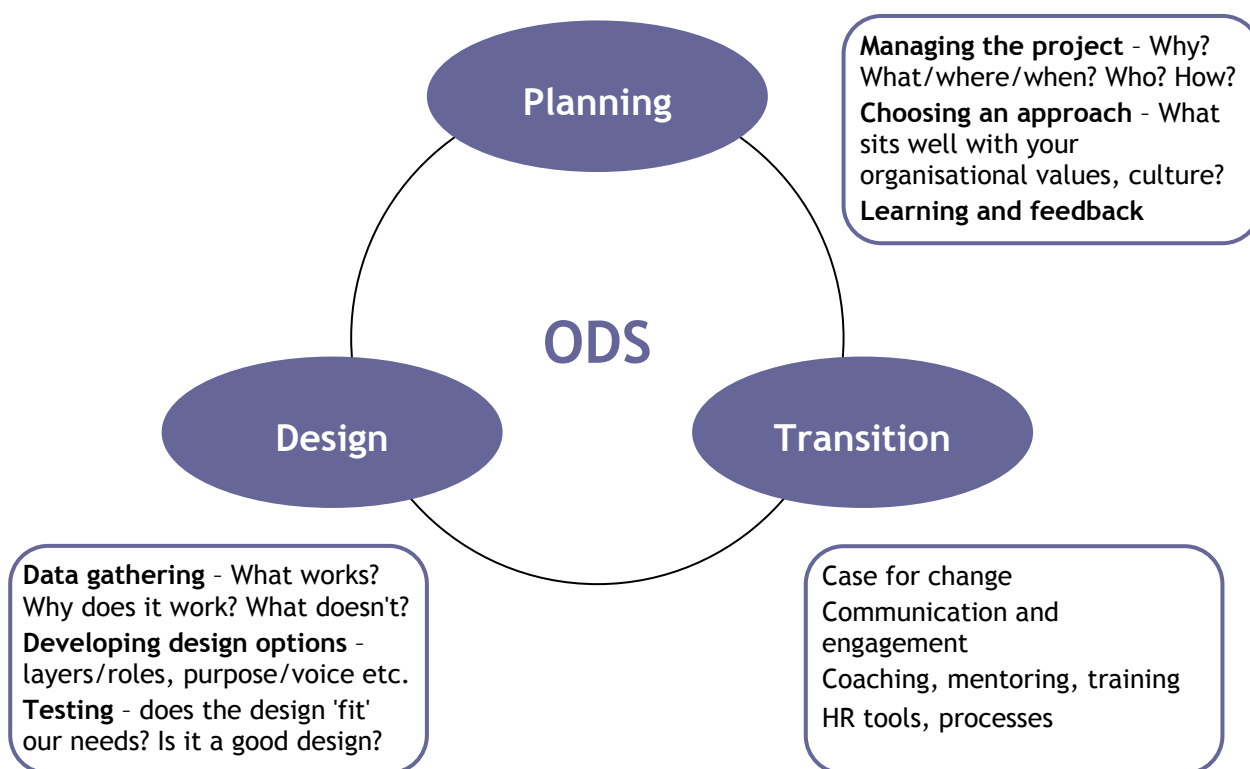 Planning
Managing the project – Why?
What/where/when? Who? How?
Choosing an approach – What
sits well with your
organisational values, culture?
Learning and feedback
ODS
Design
Transition
Data gathering – What works?
Why does it work? What doesn't?
Developing design options –
layers/roles, purpose/voice etc.
Testing – does the design 'fit'
our needs? Is it a good design?
Case for change
Communication and
engagement
Coaching, mentoring, training
HR tools, processes